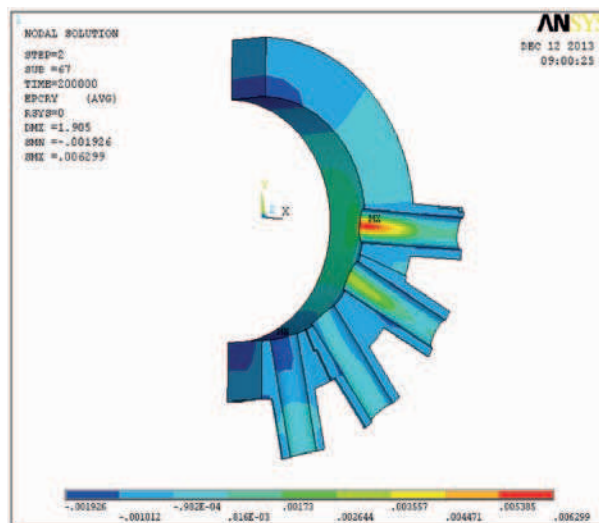 ANSYS
NODAL SOLUTION
DEC 12 2013
09:00:25
STEP=2
SUB =67
TIME=200000
EPCRY (AVG)
RSYS=0
DMX =1.905
SMN =-.001926
SMX =.006299
Y
Z
X
MX
MN
-.001926
-.001012
-.982E-04
.816E-03
.00173
.002644
.003557
.004471
.005385
.006299